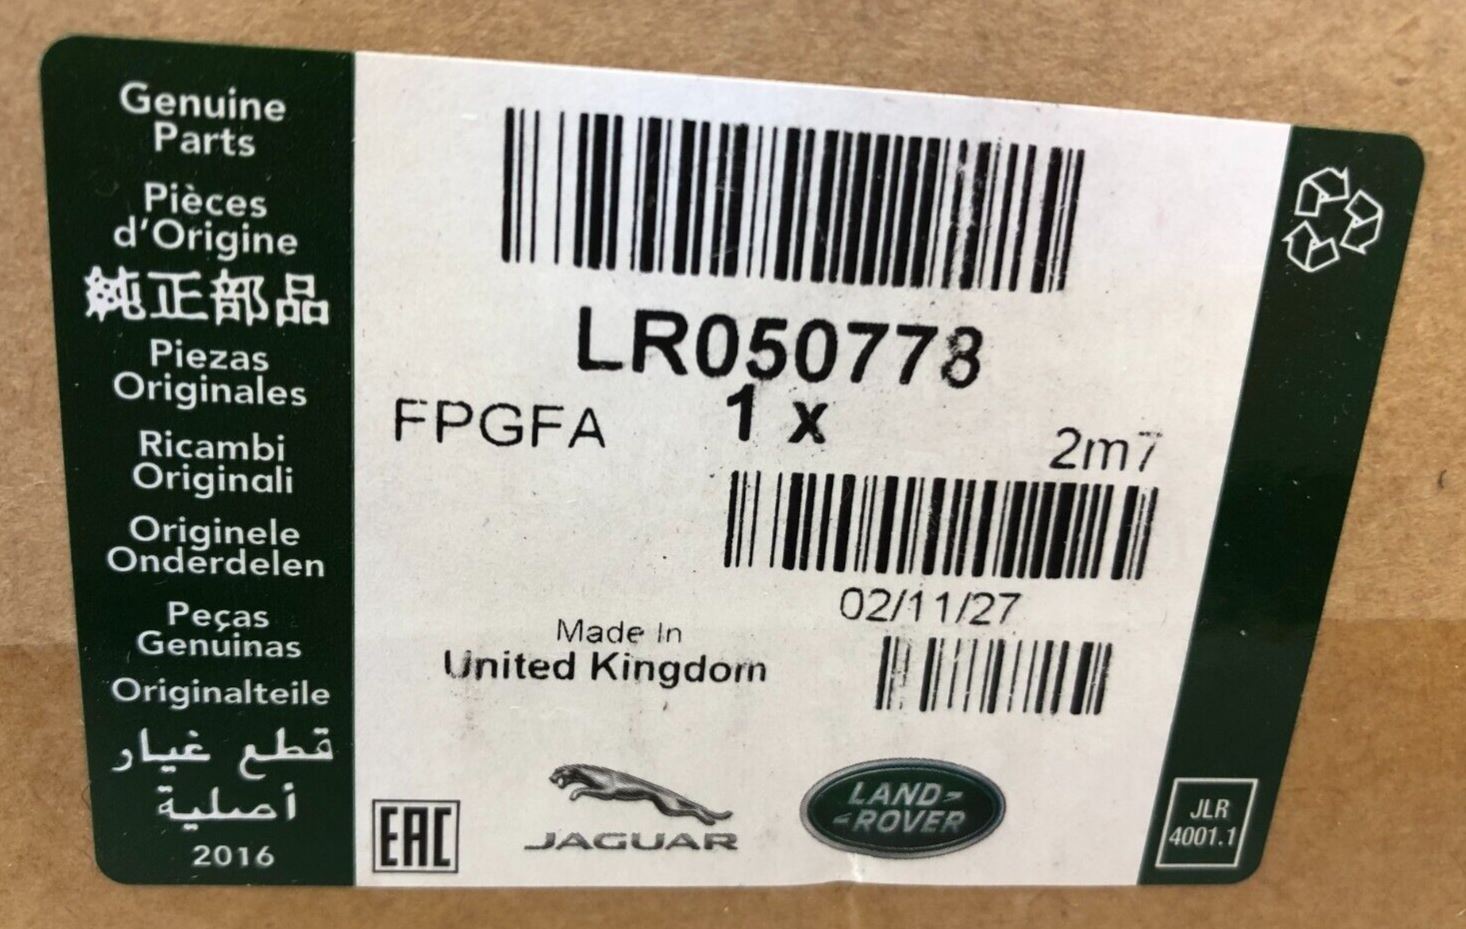 Genuine
Parts
Pièces
d'Origine
純正部品
Piezas
Originales
Ricambi
Originali
Originele
Onderdelen
Peças
Genuinas
Originalteile
قطع غيار
أصلية
2016
LR050778
FPGFA
1 x
2m7
02/11/27
Made In
United Kingdom
EAC
JAGUAR
LAND
ROVER
JLR
4001.1